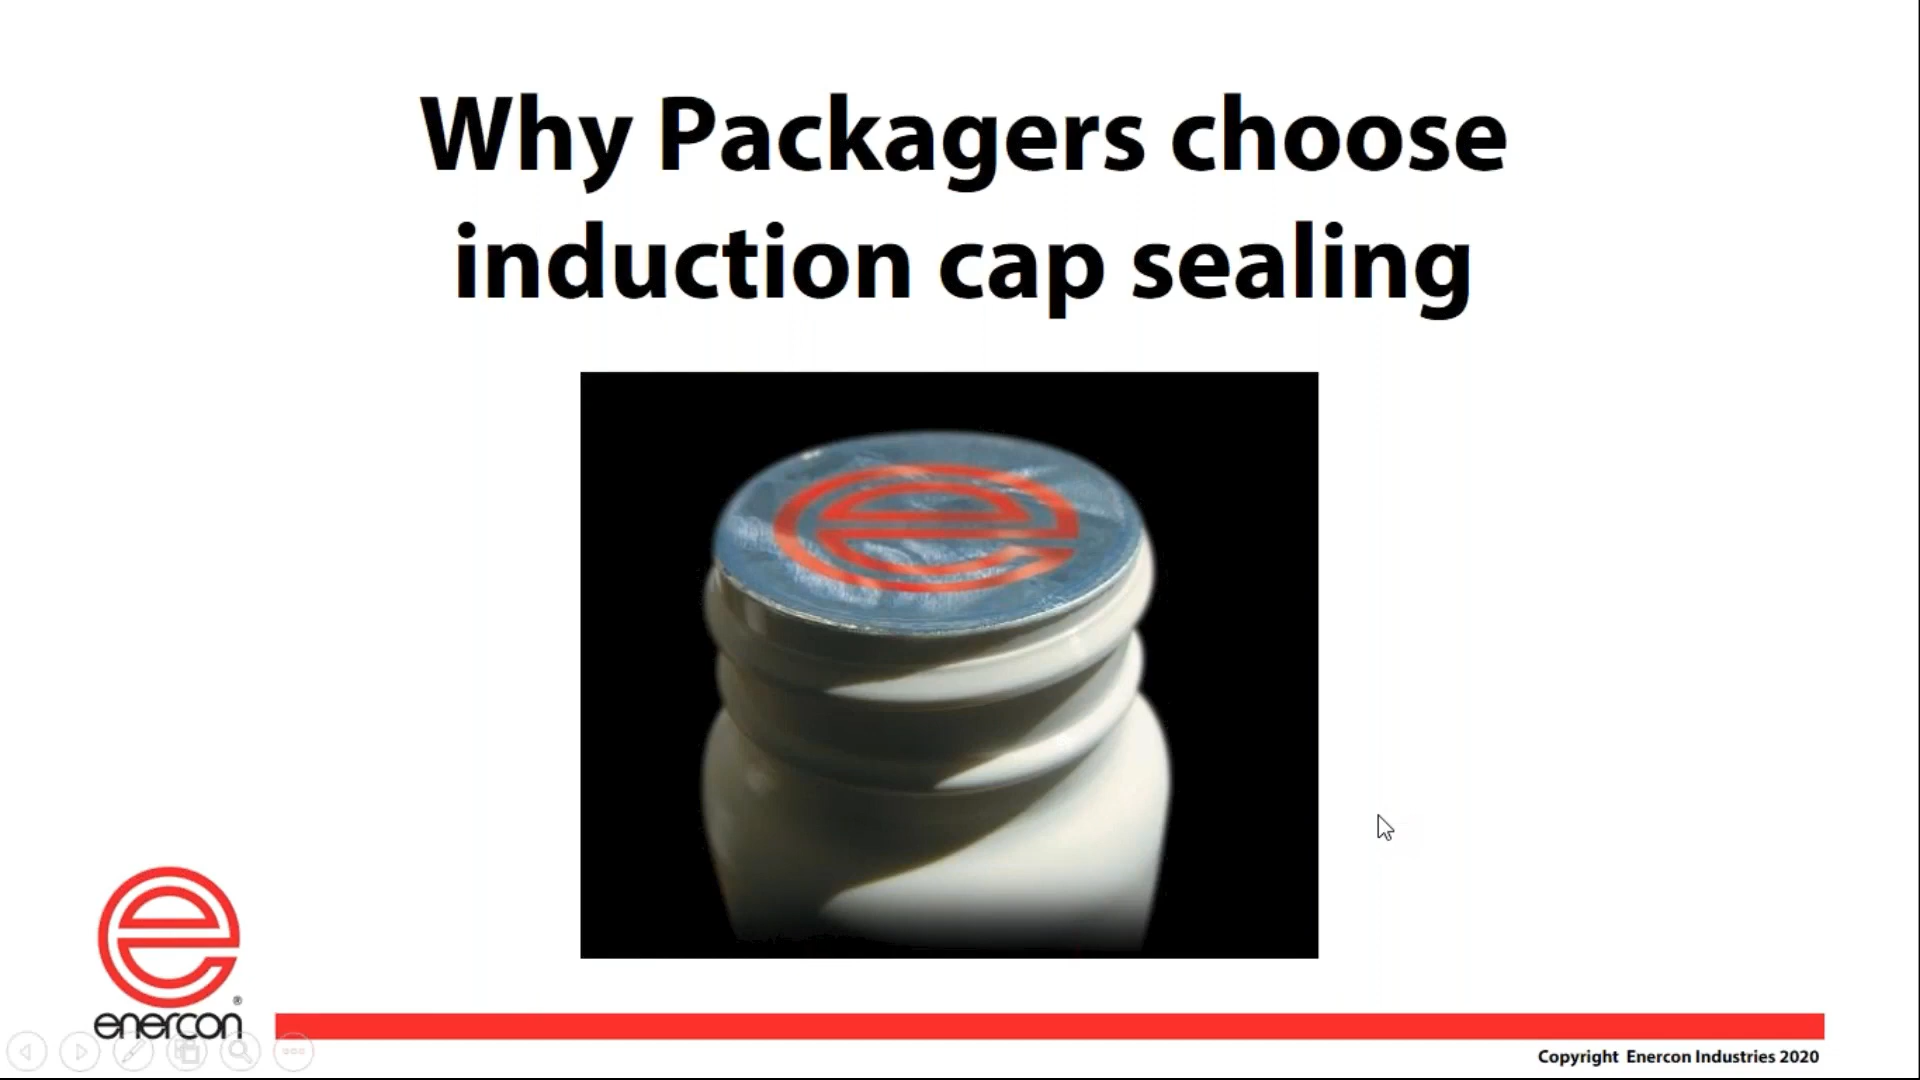 Why Packagers choose
induction cap sealing
e
e
®
enercon
Copyright Enercon Industries 2020